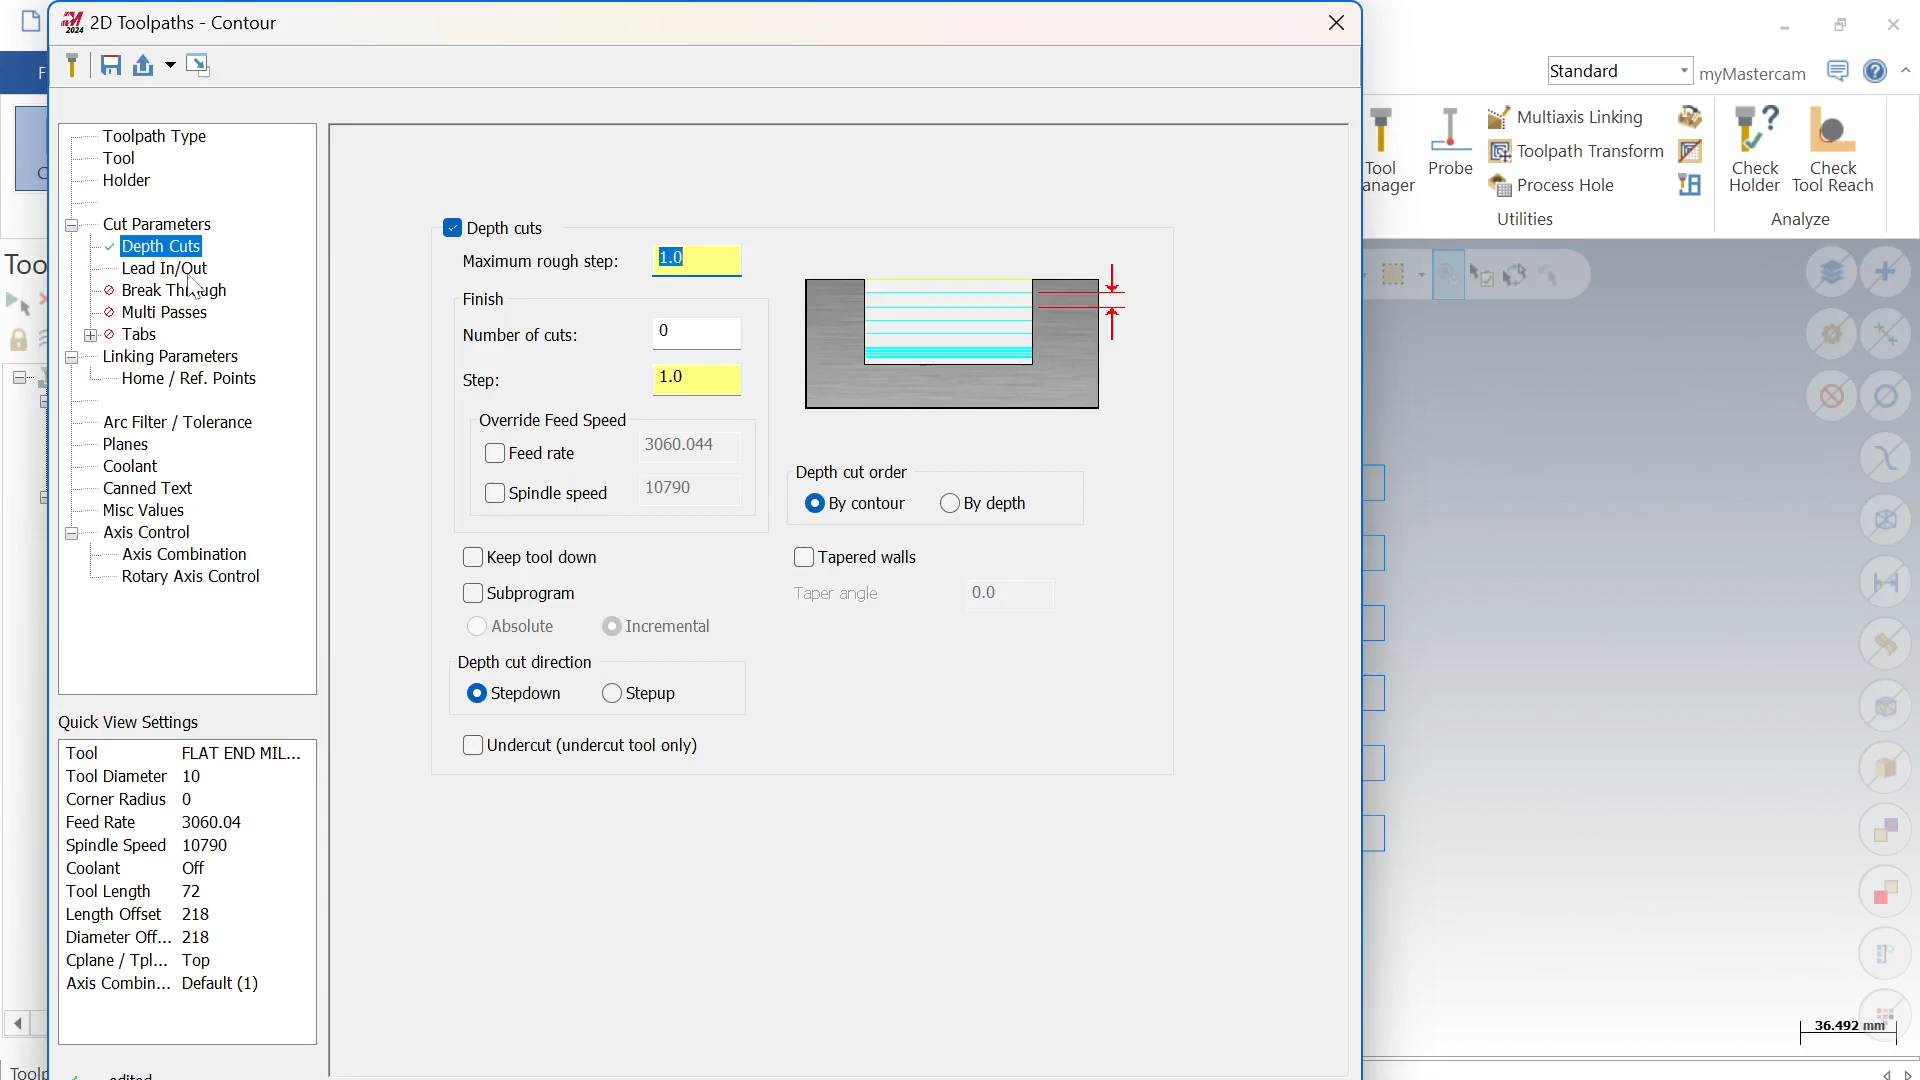 2024
2D Toolpaths - Contour
F
Standard
myMastercam
Toolpath Type
Tool
Holder
Cut Parameters
Depth Cuts
Lead In/Out
Break Through
Multi Passes
Tabs
Linking Parameters
Home / Ref. Points
Arc Filter / Tolerance
Planes
Coolant
Canned Text
Misc Values
Axis Control
Axis Combination
Rotary Axis Control
Depth cuts
Maximum rough step:
1.0
Finish
Number of cuts:
0
Step:
1.0
Override Feed Speed
Feed rate
3060.044
Spindle speed
10790
Depth cut order
By contour
By depth
Keep tool down
Tapered walls
Subprogram
Taper angle
0.0
Absolute
Incremental
Depth cut direction
Stepdown
Stepup
Undercut (undercut tool only)
Multiaxis Linking
Toolpath Transform
Process Hole
Tool
anager
Probe
Check
Holder
Check
Tool Reach
Utilities
Analyze
Too
Quick View Settings
Tool FLAT END MIL...
Tool Diameter 10
Corner Radius 0
Feed Rate 3060.04
Spindle Speed 10790
Coolant Off
Tool Length 72
Length Offset 218
Diameter Off... 218
Cplane / Tpl... Top
Axis Combin... Default (1)
36.492 mm
Toolp
edited